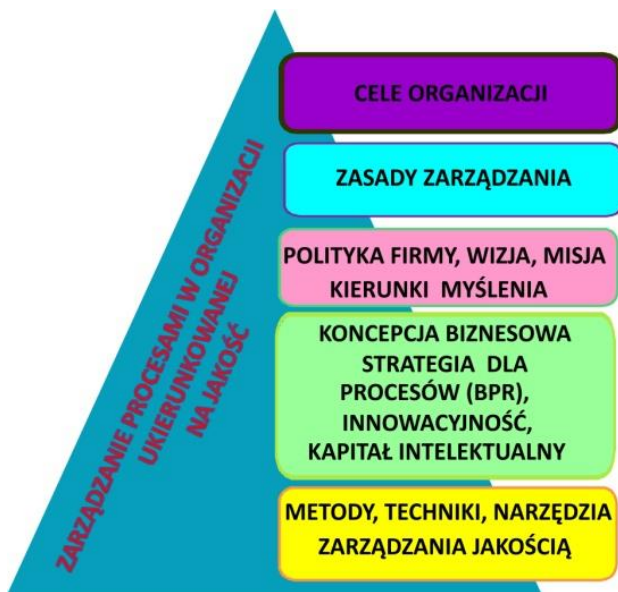 ZARZĄDZANIE PROCESAMI W ORGANIZACJI
UKIERUNKOWANEJ
NA JAKOŚĆ
CELE ORGANIZACJI
ZASADY ZARZĄDZANIA
POLITYKA FIRMY, WIZJA, MISJA
KIERUNKI MYŚLENIA
KONCEPCJA BIZNESOWA
STRATEGIA DLA
PROCESÓW (BPR),
INNOWACYJNOŚĆ,
KAPITAŁ INTELEKTUALNY
METODY, TECHNIKI, NARZĘDZIA
ZARZĄDZANIA JAKOŚCIĄ